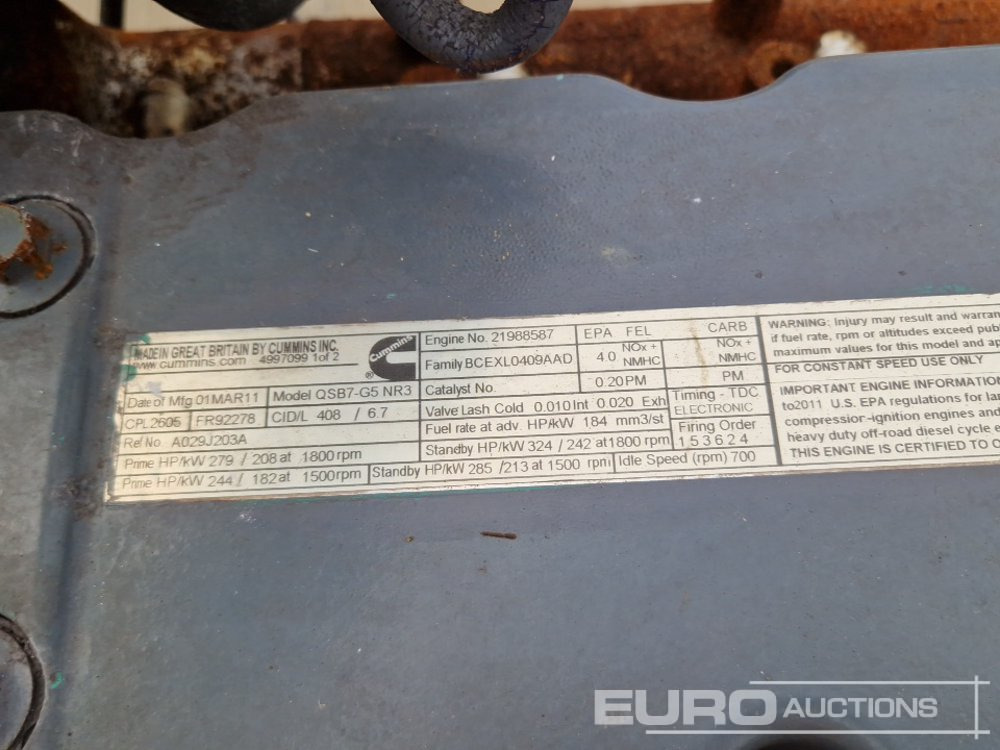 MADE IN GREAT BRITAIN BY CUMMINS INC.
www.cummins.com 4997099 1of 2
Cummins
Date of Mfg 01MAR11 Model QSB7-G5 NR3
CPL 2605 FR92278 CID/L 408 / 6.7
Ref No. A029J203A
Prime HP/kW 279 / 208 at 1800 rpm
Prime HP/kW 244 / 182 at 1500 rpm
Standby HP/kW 285 /213 at 1500 rpm
Idle Speed (rpm) 700
Engine No. 21988587
Family BCEXL0409AAD
Catalyst No.
Valve Lash Cold 0.010 Int 0.020 Exh
Fuel rate at adv. HP/kW 184 mm3/st
Standby HP/kW 324 / 242 at 1800 rpm
EPA FEL CARB
4.0 NOx + NMHC
NOx + NMHC
0.20 PM PM
Timing - TDC
ELECTRONIC
Firing Order
1 5 3 6 2 4
WARNING: Injury may result and warran
if fuel rate, rpm or altitudes exceed publ
maximum values for this model and ap
FOR CONSTANT SPEED USE ONLY
IMPORTANT ENGINE INFORMATIO
to2011 U.S. EPA regulations for lar
compressior-ignition engines and
heavy duty off-road diesel cycle e
THIS ENGINE IS CERTIFIED TO O
EURO AUCTIONS